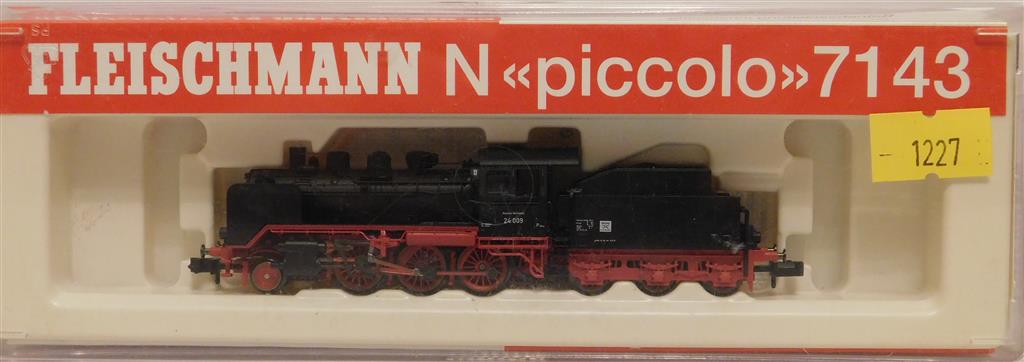 FLEISCHMANN N «piccolo» 7143
- 1227 -
24 009